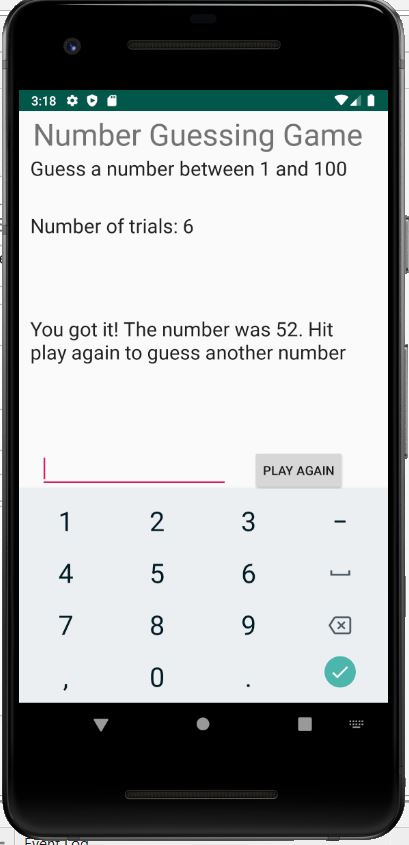 3:18
Number Guessing Game
Guess a number between 1 and 100
Number of trials: 6
You got it! The number was 52. Hit
play again to guess another number
PLAY AGAIN
1 2 3 -
4 5 6
7 8 9
, 0 .
Event Log